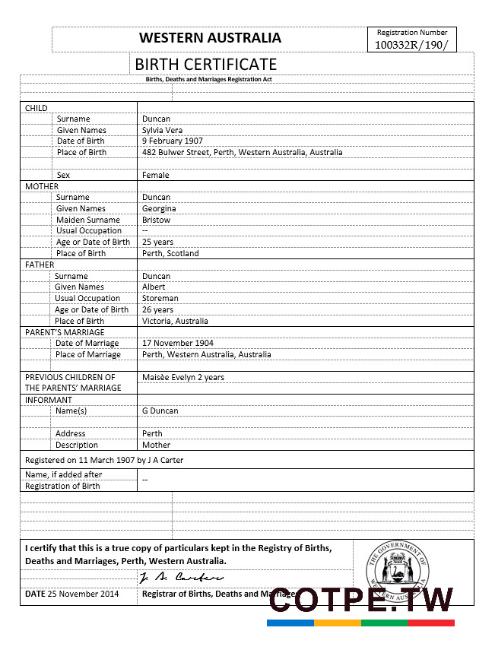 WESTERN AUSTRALIA
Registration Number
100332R/190/
BIRTH CERTIFICATE
Births, Deaths and Marriages Registration Act
CHILD
Surname Duncan
Given Names Sylvia Vera
Date of Birth 9 February 1907
Place of Birth 482 Bulwer Street, Perth, Western Australia, Australia
Sex Female
MOTHER
Surname Duncan
Given Names Georgina
Maiden Surname Bristow
Usual Occupation --
Age or Date of Birth 25 years
Place of Birth Perth, Scotland
FATHER
Surname Duncan
Given Names Albert
Usual Occupation Storeman
Age or Date of Birth 26 years
Place of Birth Victoria, Australia
PARENT'S MARRIAGE
Date of Marriage 17 November 1904
Place of Marriage Perth, Western Australia, Australia
PREVIOUS CHILDREN OF Maisèe Evelyn 2 years
THE PARENTS' MARRIAGE
INFORMANT
Name(s) G Duncan
Address Perth
Description Mother
Registered on 11 March 1907 by J A Carter
Name, if added after --
Registration of Birth
I certify that this is a true copy of particulars kept in the Registry of Births,
Deaths and Marriages, Perth, Western Australia.
J. A. Carter
THE GOVERNMENT OF
WESTERN AUSTRALIA
DATE 25 November 2014 Registrar of Births, Deaths and Marriages
COTPE.TW